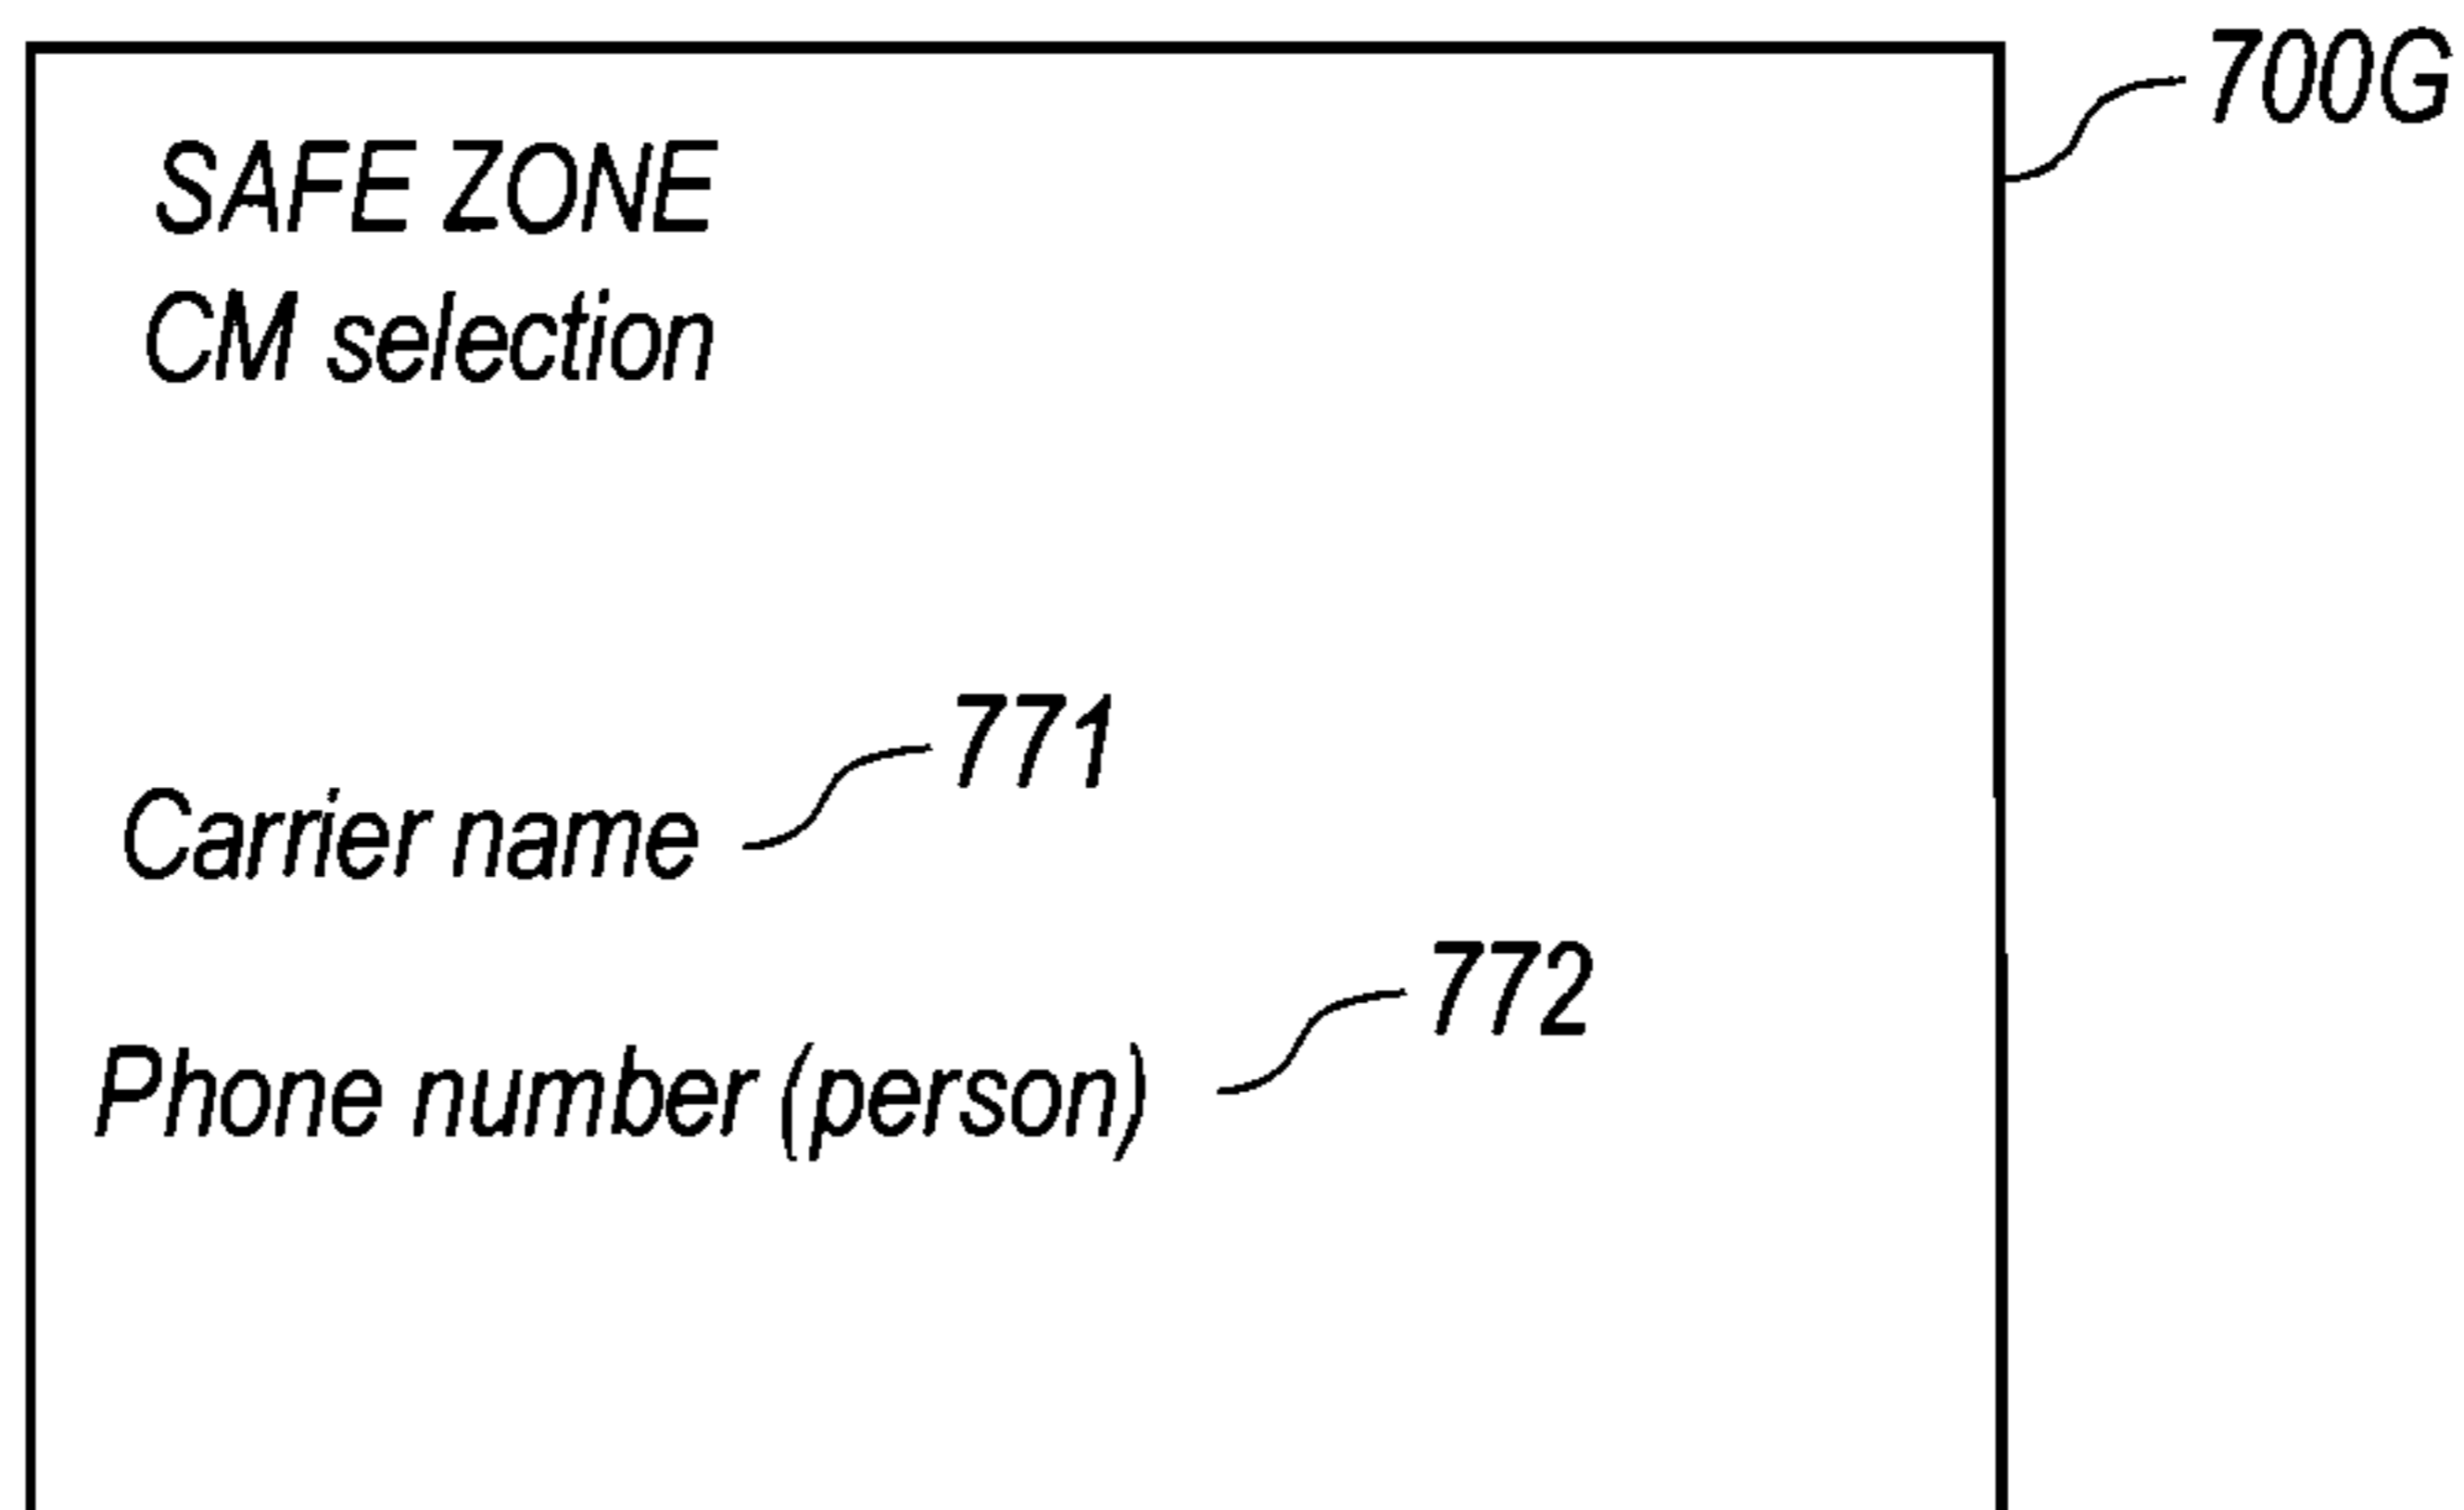 700G
SAFE ZONE
CM selection
771
Carrier name
772
Phone number (person)